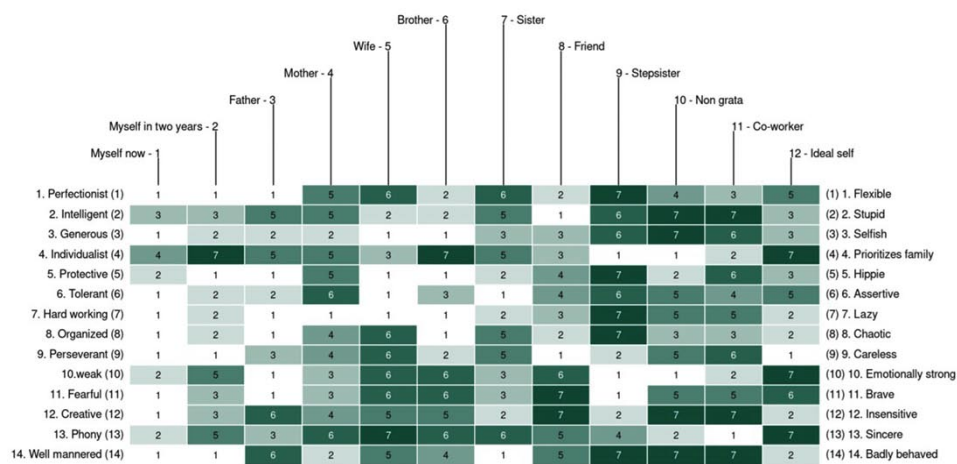 Brother - 6
7 - Sister
Wife - 5
8 - Friend
Mother - 4
9 - Stepsister
Father - 3
10 - Non grata
Myself in two years - 2
11 - Co-worker
Myself now - 1
12 - Ideal self
1. Perfectionist (1) 1 1 1 5 6 2 6 2 7 4 3 5 (1) 1. Flexible
2. Intelligent (2) 3 3 5 5 2 2 5 1 6 7 7 3 (2) 2. Stupid
3. Generous (3) 1 2 2 2 1 1 3 3 6 7 6 3 (3) 3. Selfish
4. Individualist (4) 4 7 5 5 3 7 5 3 1 1 2 7 (4) 4. Prioritizes family
5. Protective (5) 2 1 1 5 1 1 2 4 7 2 6 3 (5) 5. Hippie
6. Tolerant (6) 1 2 2 6 1 3 1 4 6 5 4 5 (6) 6. Assertive
7. Hard working (7) 1 2 1 1 1 1 2 3 7 5 5 2 (7) 7. Lazy
8. Organized (8) 1 2 1 4 6 1 5 2 7 3 3 2 (8) 8. Chaotic
9. Perseverant (9) 1 1 3 4 6 2 5 1 2 5 6 1 (9) 9. Careless
10.weak (10) 2 5 1 3 6 6 3 6 1 1 2 7 (10) 10. Emotionally strong
11. Fearful (11) 1 3 1 3 6 6 3 7 1 5 5 6 (11) 11. Brave
12. Creative (12) 1 3 6 4 5 5 2 7 2 7 7 2 (12) 12. Insensitive
13. Phony (13) 2 5 3 6 7 6 6 5 4 2 1 7 (13) 13. Sincere
14. Well mannered (14) 1 1 6 2 5 4 1 5 7 7 7 2 (14) 14. Badly behaved